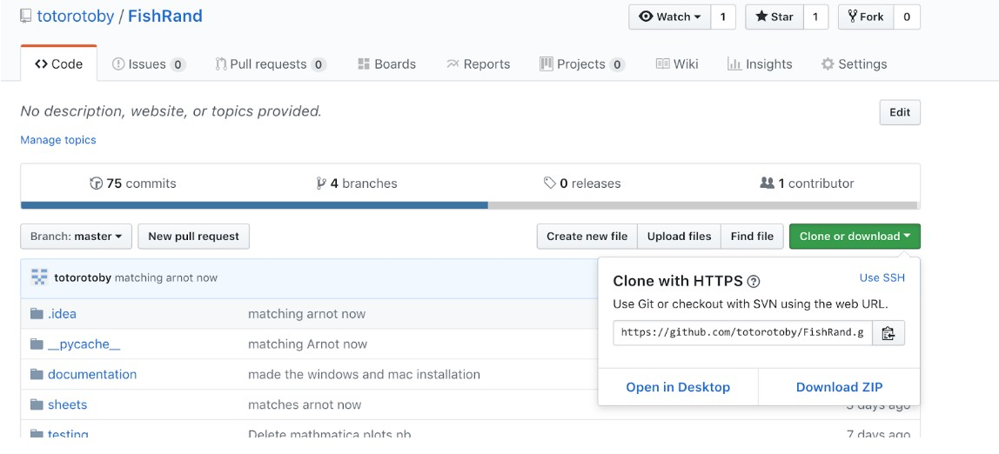 totorotoby / FishRand
Watch 1 Star 1 Fork 0
Code Issues 0 Pull requests 0 Boards Reports Projects 0 Wiki Insights Settings
No description, website, or topics provided. Edit
Manage topics
75 commits 4 branches 0 releases 1 contributor
Branch: master New pull request Create new file Upload files Find file Clone or download
totorotoby matching arnot now
Clone with HTTPS Use SSH
Use Git or checkout with SVN using the web URL.
https://github.com/totorotoby/FishRand.g
Open in Desktop Download ZIP
.idea matching arnot now
__pycache__ matching Arnot now
documentation made the windows and mac installation
sheets matches arnot now 5 days ago
testing Delete mathmatica plots.nb 7 days ago